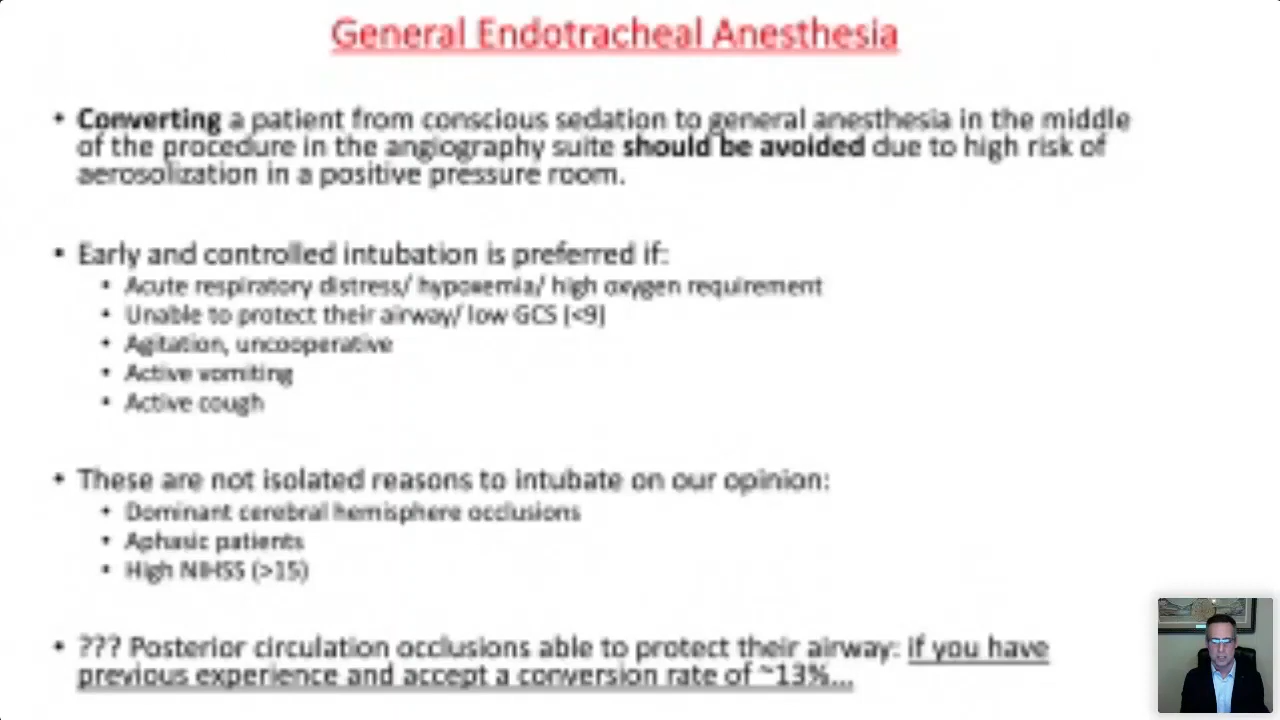 General Endotracheal Anesthesia
• Converting a patient from conscious sedation to general anesthesia in the middle
of the procedure in the angiography suite should be avoided due to high risk of
aerosolization in a positive pressure room.
• Early and controlled intubation is preferred if:
• Acute respiratory distress/ hypoxemia/ high oxygen requirement
• Unable to protect their airway/ low GCS (<9)
• Agitation, uncooperative
• Active vomiting
• Active cough
• These are not isolated reasons to intubate on our opinion:
• Dominant cerebral hemisphere occlusions
• Aphasic patients
• High NIHSS (>15)
• ??? Posterior circulation occlusions able to protect their airway: if you have
previous experience and accept a conversion rate of ~13%...